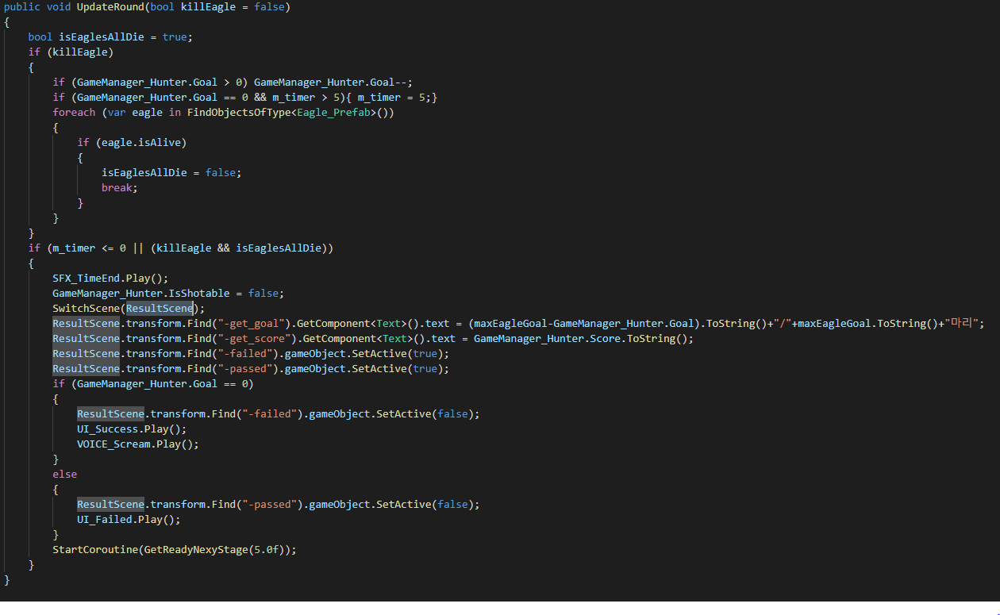 public void UpdateRound(bool killEagle = false)
{
bool isEaglesAllDie = true;
if (killEagle)
{
if (GameManager_Hunter.Goal > 0) GameManager_Hunter.Goal--;
if (GameManager_Hunter.Goal == 0 && m_timer > 5){ m_timer = 5;}
foreach (var eagle in FindObjectsOfType<Eagle_Prefab>())
{
if (eagle.isAlive)
{
isEaglesAllDie = false;
break;
}
}
}
if (m_timer <= 0 || (killEagle && isEaglesAllDie))
{
SFX_TimeEnd.Play();
GameManager_Hunter.IsShotable = false;
SwitchScene(ResultScene);
ResultScene.transform.Find("-get_goal").GetComponent<Text>().text = (maxEagleGoal-GameManager_Hunter.Goal).ToString()+"/"+maxEagleGoal.ToString()+"마리";
ResultScene.transform.Find("-get_score").GetComponent<Text>().text = GameManager_Hunter.Score.ToString();
ResultScene.transform.Find("-failed").gameObject.SetActive(true);
ResultScene.transform.Find("-passed").gameObject.SetActive(true);
if (GameManager_Hunter.Goal == 0)
{
ResultScene.transform.Find("-failed").gameObject.SetActive(false);
UI_Success.Play();
VOICE_Scream.Play();
}
else
{
ResultScene.transform.Find("-passed").gameObject.SetActive(false);
UI_Failed.Play();
}
StartCoroutine(GetReadyNexyStage(5.0f));
}
}